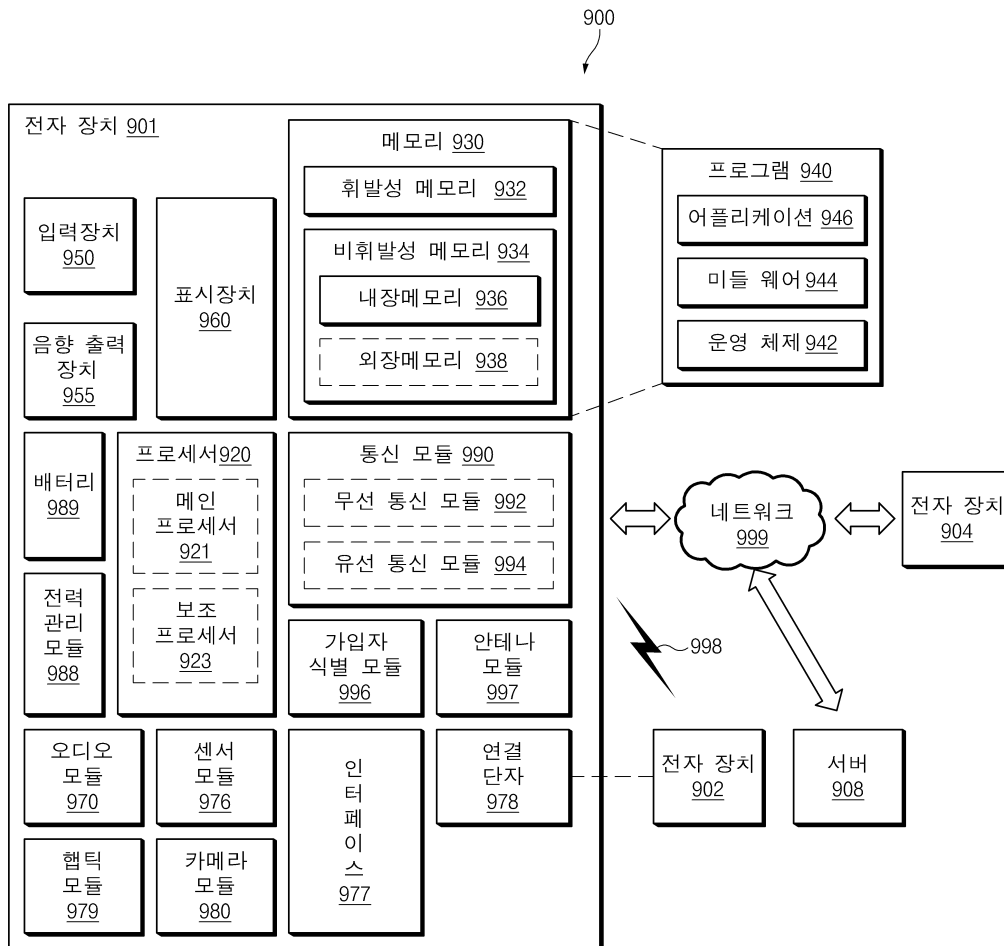 900
전자 장치 901
입력장치
950
음향 출력
장치
955
표시장치
960
메모리 930
휘발성 메모리 932
비휘발성 메모리 934
내장메모리 936
외장메모리 938
프로그램 940
어플리케이션 946
미들 웨어 944
운영 체제 942
배터리
989
전력
관리
모듈
988
프로세서920
메인
프로세서
921
보조
프로세서
923
통신 모듈 990
무선 통신 모듈 992
유선 통신 모듈 994
네트워크
999
전자 장치
904
가입자
식별 모듈
996
안테나
모듈
997
998
오디오
모듈
970
센서
모듈
976
인
터
페
이
스
977
연결
단자
978
전자 장치
902
서버
908
햅틱
모듈
979
카메라
모듈
980